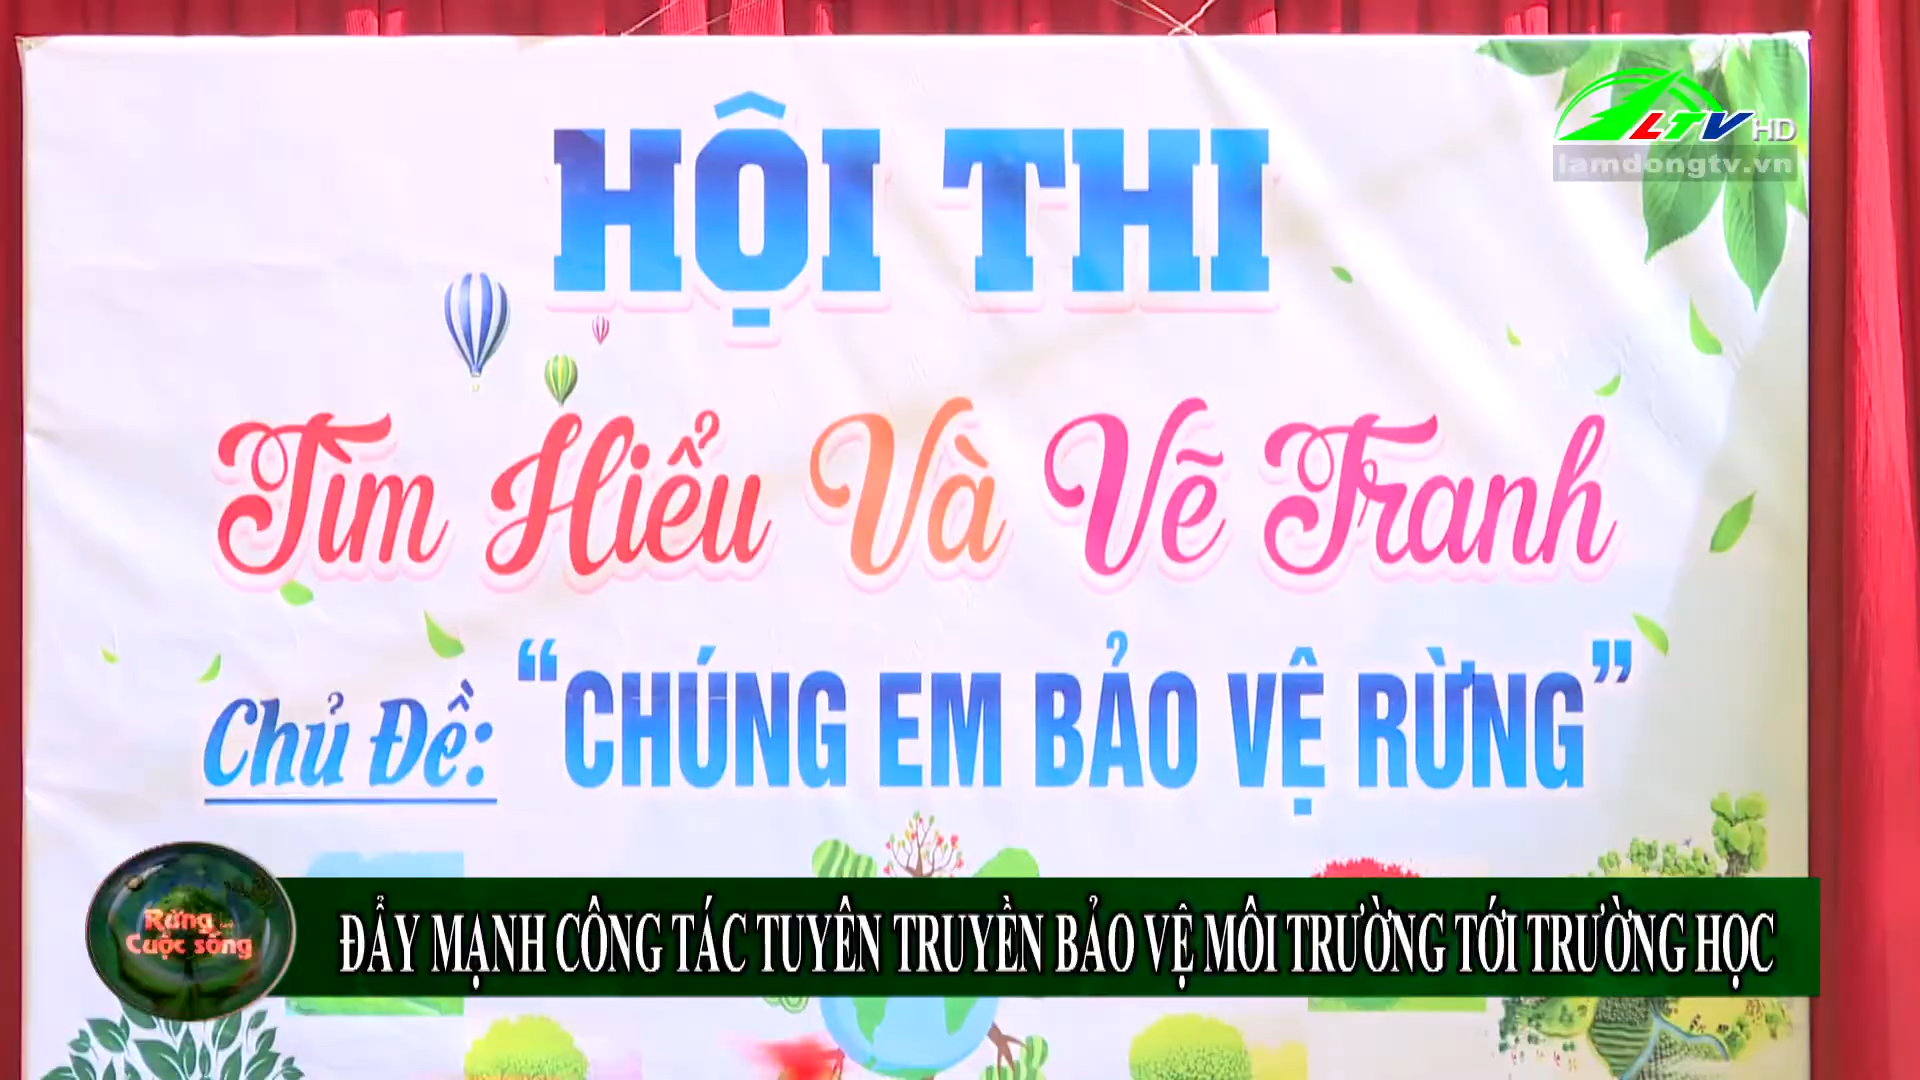 HỘI THI
LTV HD
lamdongtv.vn
Tìm Hiểu Và Vẽ Tranh
Chủ Đề: “CHÚNG EM BẢO VỆ RỪNG”
Rừng
Cuộc sống
ĐẨY MẠNH CÔNG TÁC TUYÊN TRUYỀN BẢO VỆ MÔI TRƯỜNG TỚI TRƯỜNG HỌC